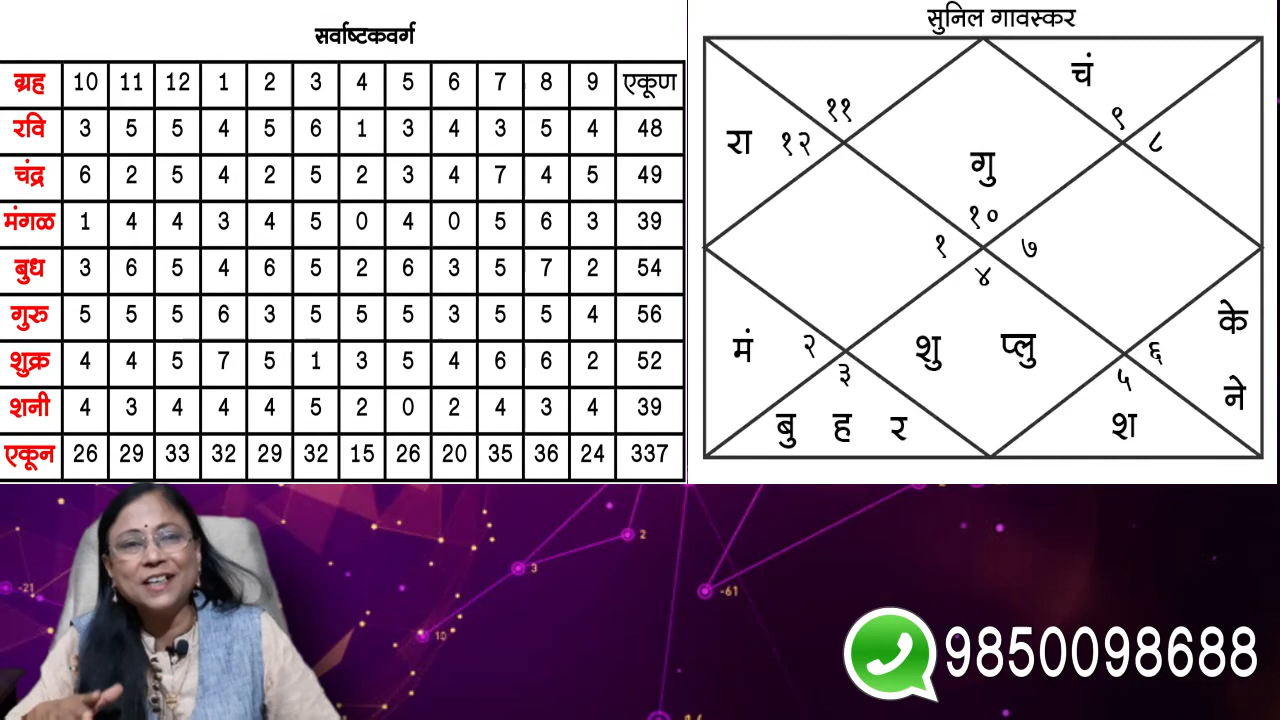 सर्वाष्टकवर्ग
ग्रह 10 11 12 1 2 3 4 5 6 7 8 9 एकूण
रवि 3 5 5 4 5 6 1 3 4 3 5 4 48
चंद्र 6 2 5 4 2 5 2 3 4 7 4 5 49
मंगळ 1 4 4 3 4 5 0 4 0 5 6 3 39
बुध 3 6 5 4 6 5 2 6 3 5 7 2 54
गुरु 5 5 5 6 3 5 5 5 3 5 5 4 56
शुक्र 4 4 5 7 5 1 3 5 4 6 6 2 52
शनी 4 3 4 4 4 5 2 0 2 4 3 4 39
एकून 26 29 33 32 29 32 15 26 20 35 36 24 337
सुनिल गावस्कर
चं
११ ९
रा १२ ८
गु
१०
१ ७
४
के
मं २ शु प्लु ६
३ ५
ने
बु ह र श
2
3
-21
-61
10
14
9850098688